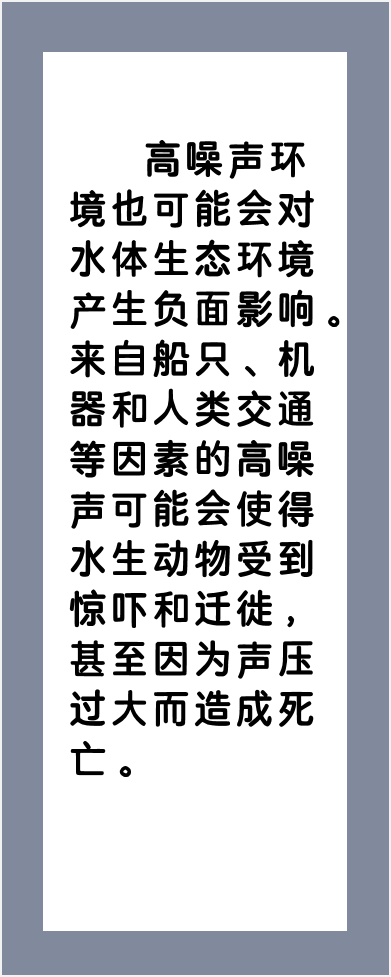 高噪声环
境也可能会对
水体生态环境
产生负面影响。
来自船只、机
器和人类交通
等因素的高噪
声可能会使得
水生动物受到
惊吓和迁徙，
甚至因为声压
过大而造成死
亡。